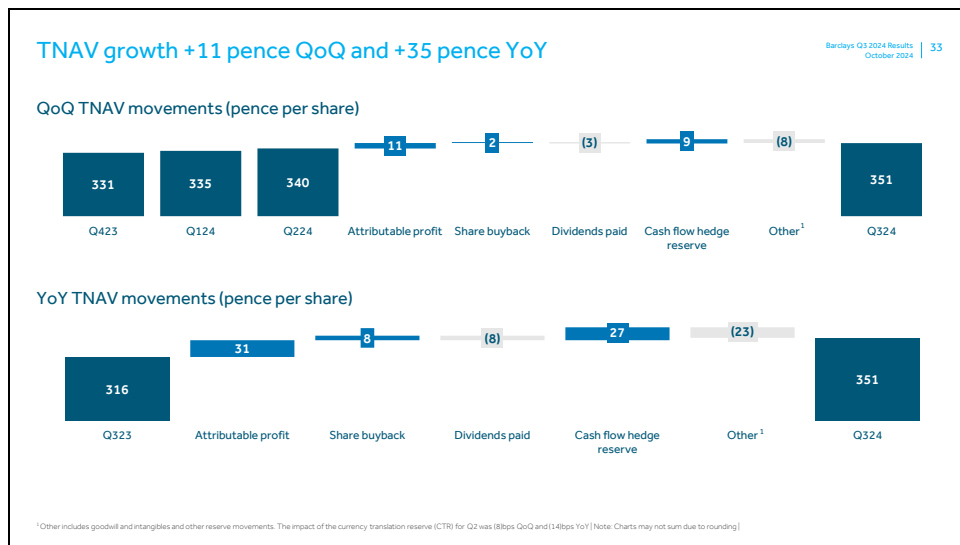 TNAV growth +11 pence QoQ and +35 pence YoY
Barclays Q3 2024 Results
October 2024
33
QoQ TNAV movements (pence per share)
331
335
340
11
2
(3)
9
(8)
351
Q423
Q124
Q224
Attributable profit
Share buyback
Dividends paid
Cash flow hedge
reserve
Other 1
Q324
YoY TNAV movements (pence per share)
316
31
8
(8)
27
(23)
351
Q323
Attributable profit
Share buyback
Dividends paid
Cash flow hedge
reserve
Other 1
Q324
1 Other includes goodwill and intangibles and other reserve movements. The impact of the currency translation reserve (CTR) for Q2 was (8)bps QoQ and (14)bps YoY | Note: Charts may not sum due to rounding |